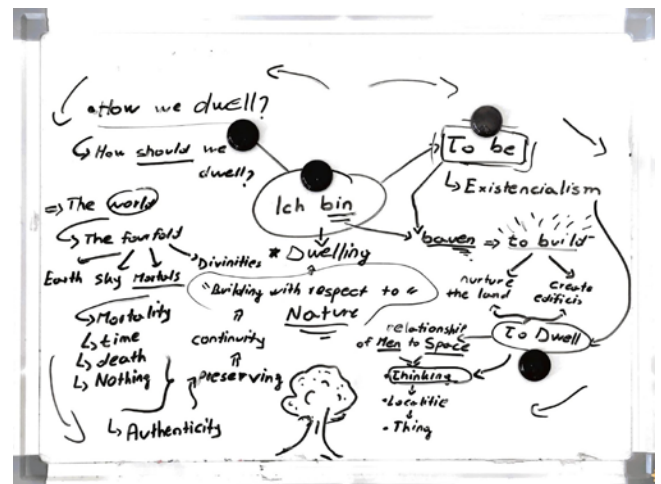 • How we dwell?
↳ How should we
dwell?
⇒ The world
↳ The fourfold
Earth sky Mortals Divinities
↳ Mortality
↳ time
↳ death
↳ Nothing
↳ Authenticity
Ich bin
* Dwelling
"Building with respect to "
Nature
continuity
preserving
To be
↳ Existencialism
bauen ⇒ to build
nurture
the land
create
edificis
To Dwell
relationship
of Men to Space
• Thinking
• Localitie
• Thing